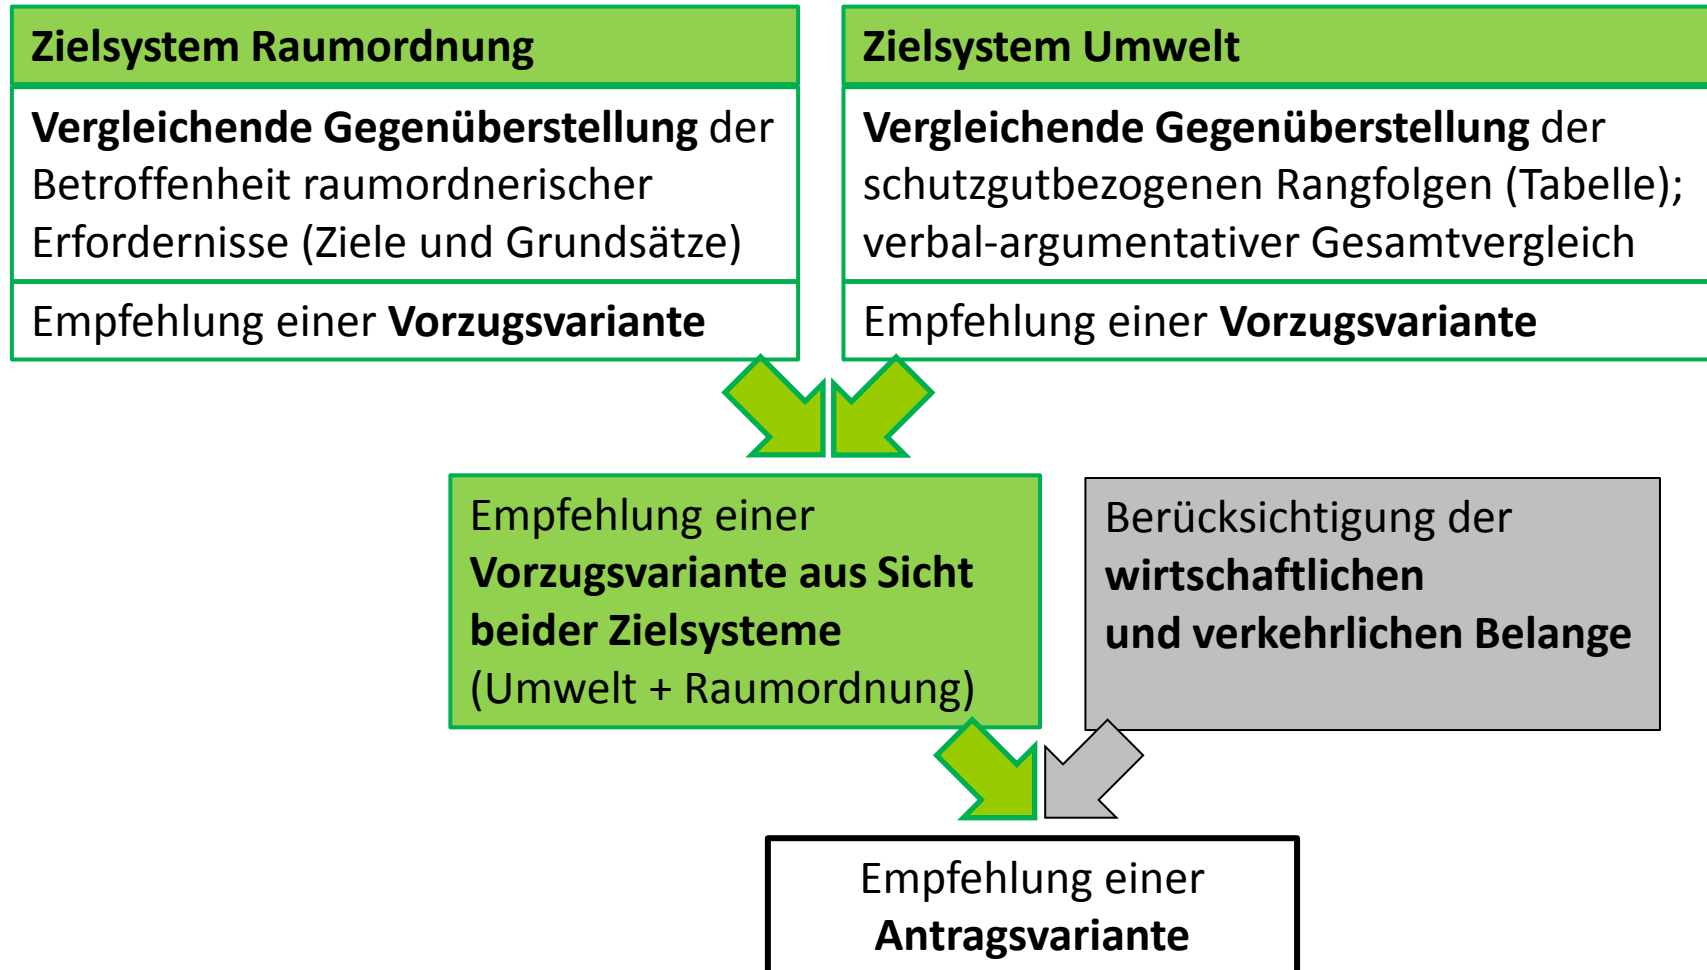 Zielsystem Raumordnung
Vergleichende Gegenüberstellung der
Betroffenheit raumordnerischer
Erfordernisse (Ziele und Grundsätze)
Empfehlung einer Vorzugsvariante
Zielsystem Umwelt
Vergleichende Gegenüberstellung der
schutzgutbezogenen Rangfolgen (Tabelle);
verbal-argumentativer Gesamtvergleich
Empfehlung einer Vorzugsvariante
Empfehlung einer
Vorzugsvariante aus Sicht
beider Zielsysteme
(Umwelt + Raumordnung)
Berücksichtigung der
wirtschaftlichen
und verkehrlichen Belange
Empfehlung einer
Antragsvariante